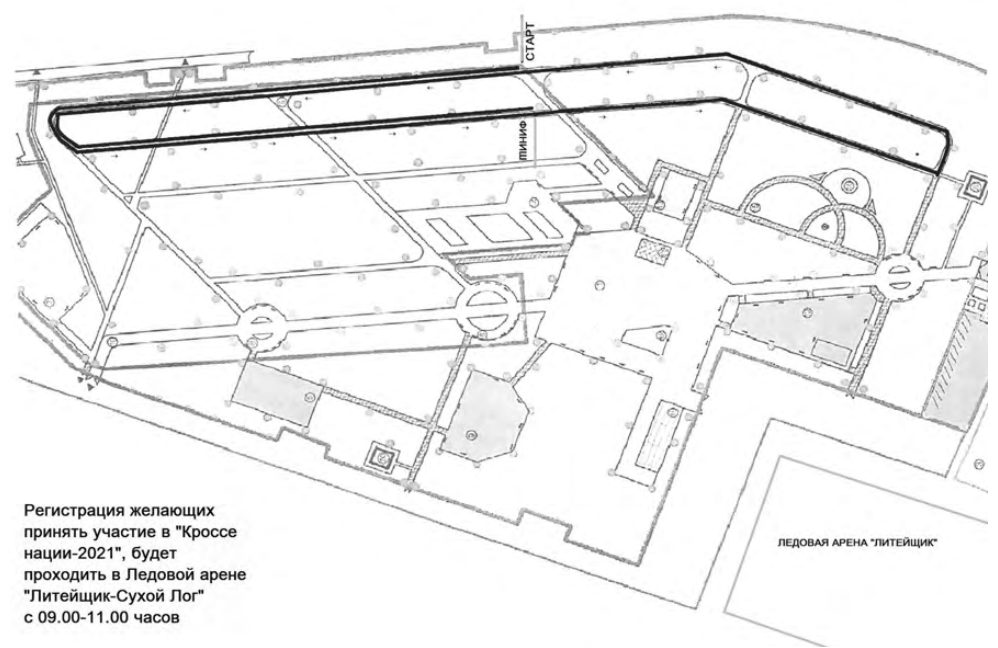 СТАРТ
ФИНИШ
ЛЕДОВАЯ АРЕНА "ЛИТЕЙЩИК"
Регистрация желающих
принять участие в "Кроссе
нации-2021", будет
проходить в Ледовой арене
"Литейщик-Сухой Лог"
с 09.00-11.00 часов